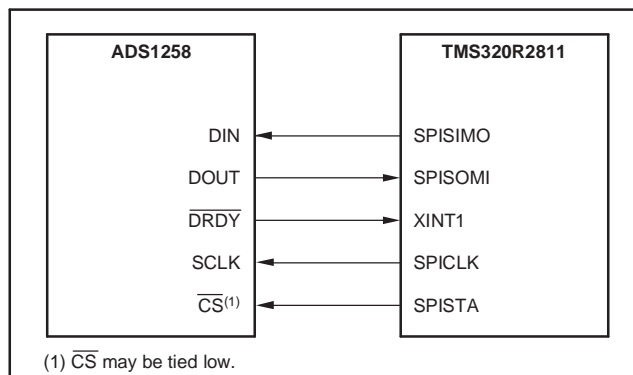 ADS1258 TMS320R2811
DIN SPISIMO
DOUT SPISOMI
DRDY XINT1
SCLK SPICLK
CS(1) SPISTA
(1) CS may be tied low.